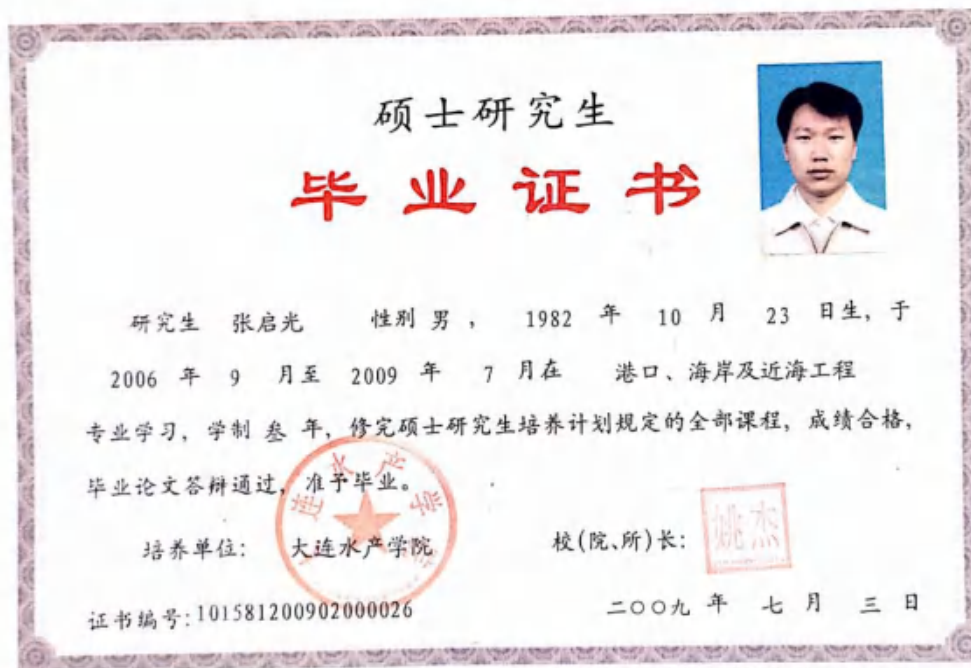 硕士研究生
毕业证书
研究生 张启光 性别 男 , 1982 年 10 月 23 日生, 于
2006 年 9 月至 2009 年 7 月在 港口、海岸及近海工程
专业学习, 学制 叁 年, 修完硕士研究生培养计划规定的全部课程, 成绩合格,
毕业论文答辩通过, 准予毕业。
培养单位: 大连水产学院
校(院、所)长: 姚杰
证书编号:101581200902000026
二〇〇九 年 七 月 三 日